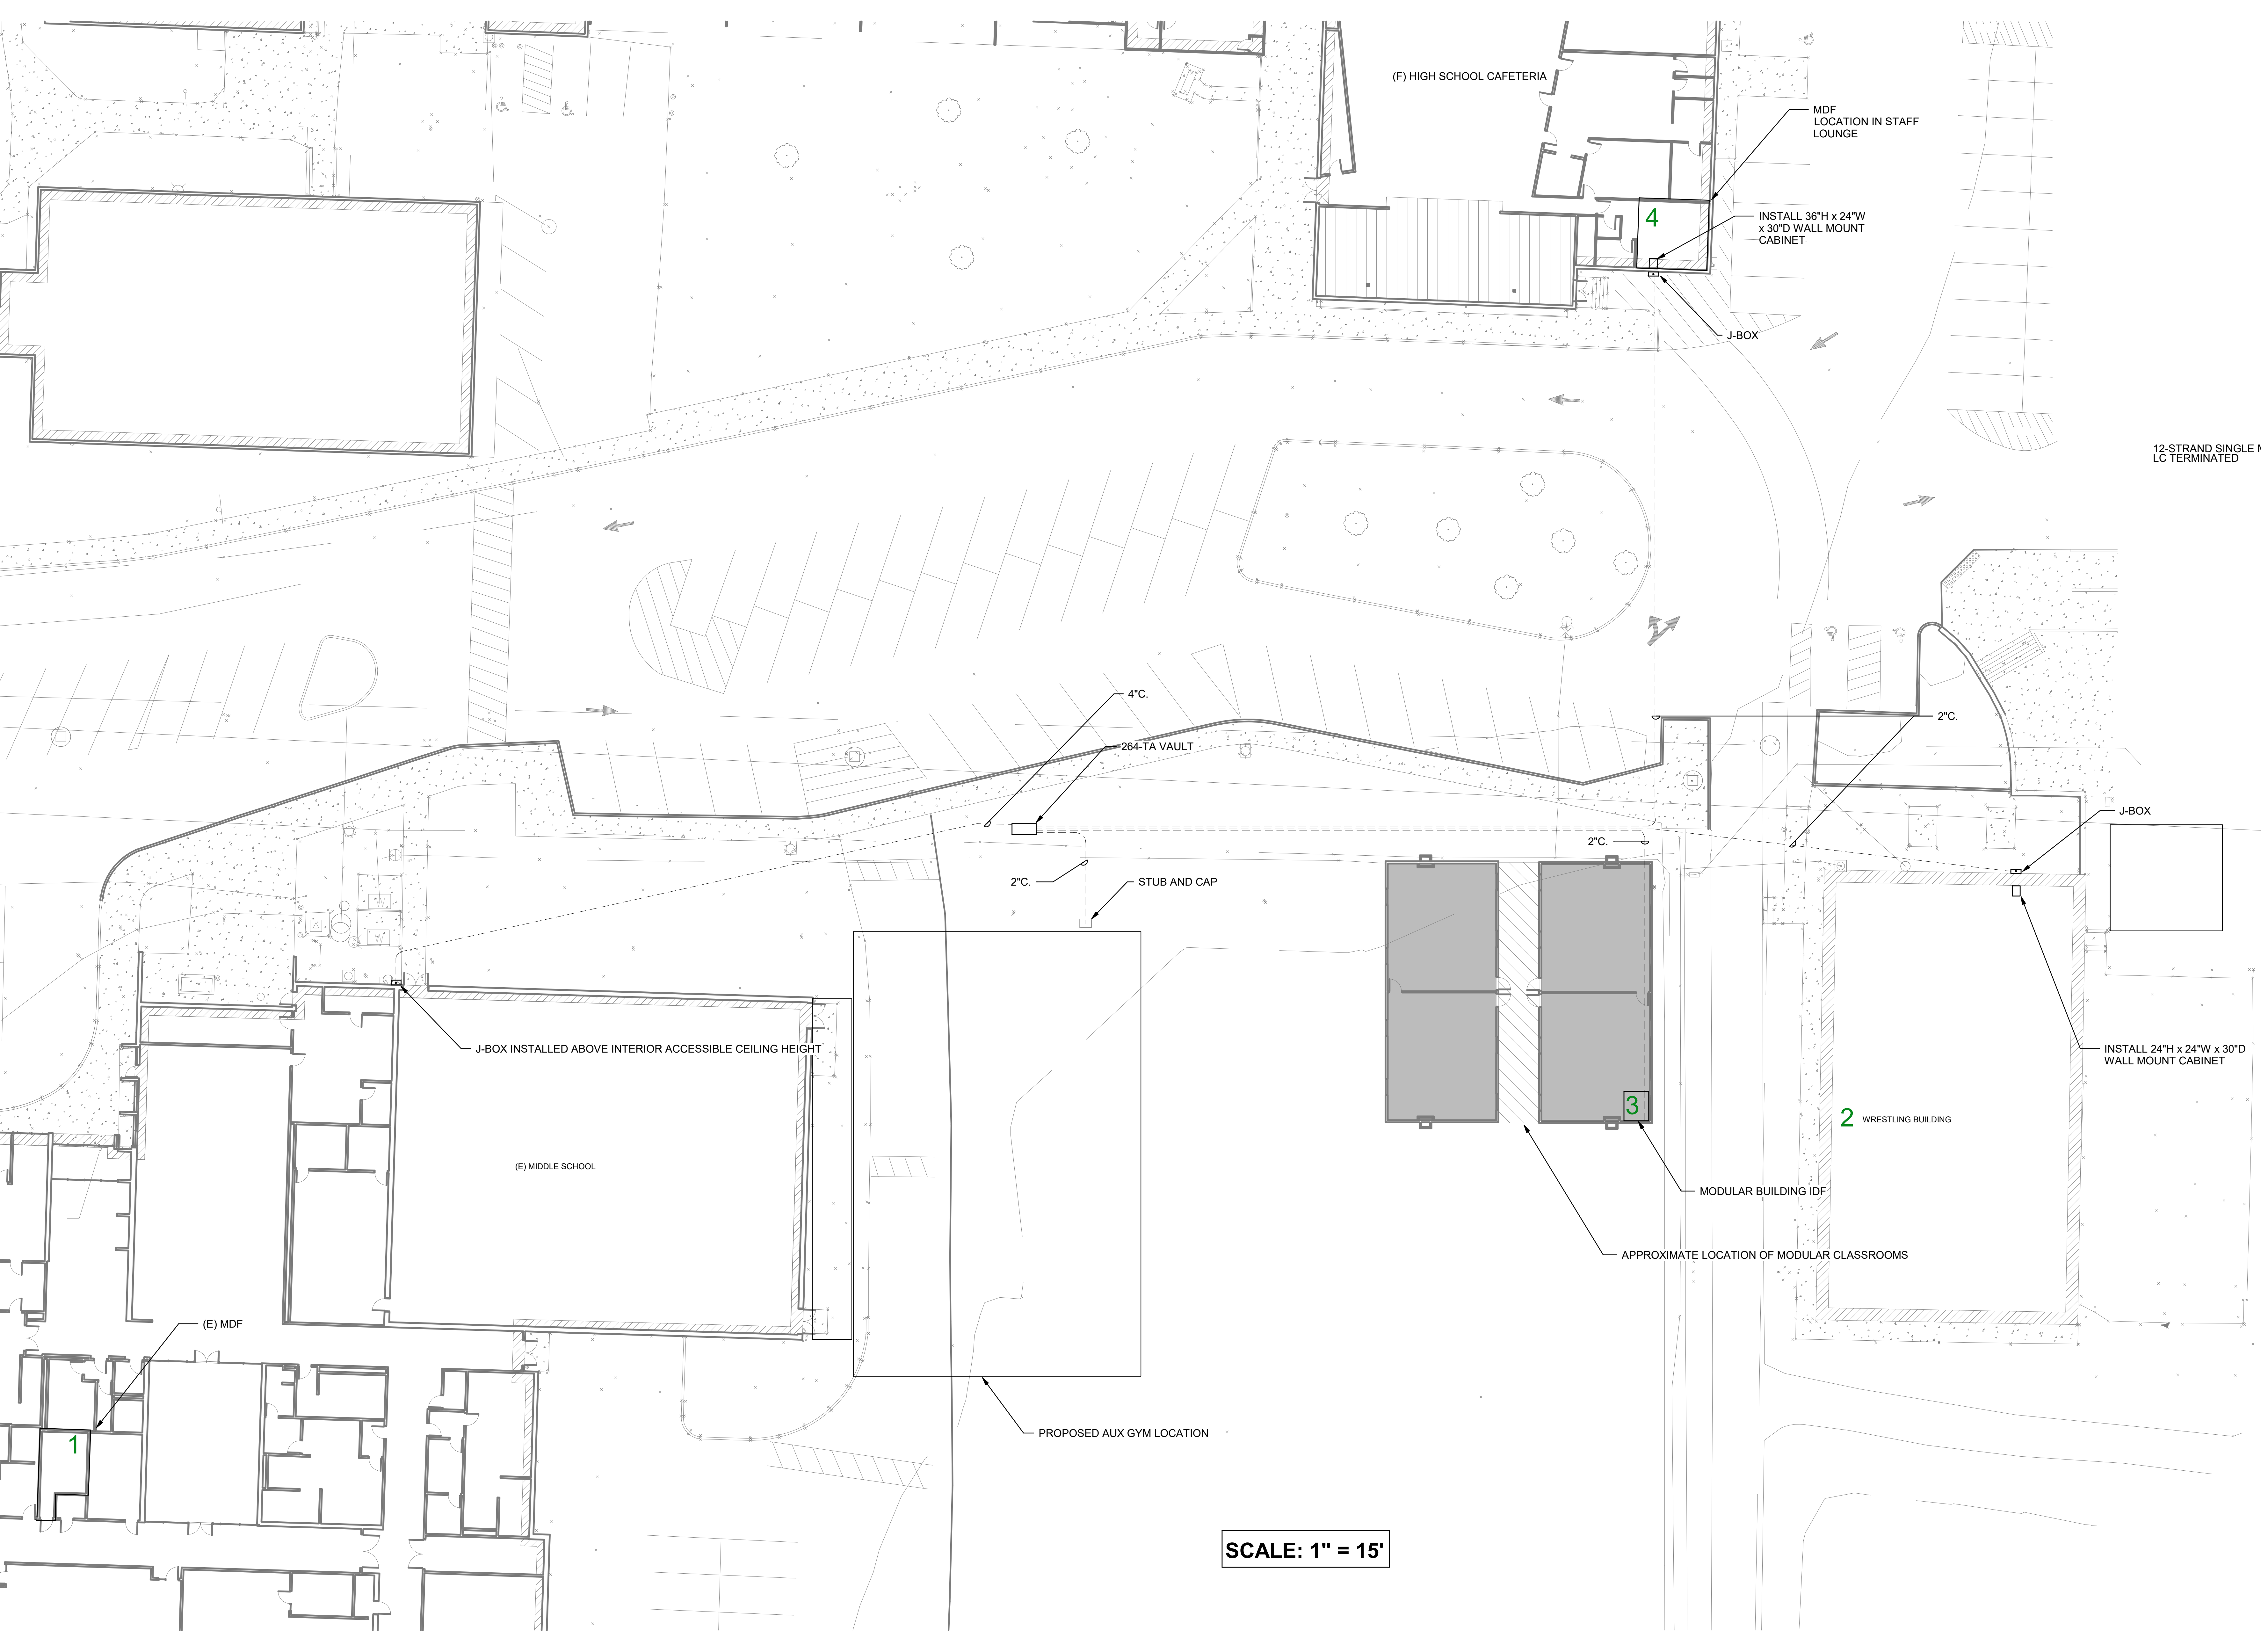 (F) HIGH SCHOOL CAFETERIA
MDF
LOCATION IN STAFF
LOUNGE
4
INSTALL 36"H x 24"W
x 30"D WALL MOUNT
CABINET
J-BOX
12-STRAND SINGLE M
LC TERMINATED
4"C.
2"C.
264-TA VAULT
J-BOX
2"C.
2"C.
STUB AND CAP
J-BOX INSTALLED ABOVE INTERIOR ACCESSIBLE CEILING HEIGHT
INSTALL 24"H x 24"W x 30"D
WALL MOUNT CABINET
3
2 WRESTLING BUILDING
(E) MIDDLE SCHOOL
MODULAR BUILDING IDF
APPROXIMATE LOCATION OF MODULAR CLASSROOMS
(E) MDF
1
PROPOSED AUX GYM LOCATION
SCALE: 1" = 15'